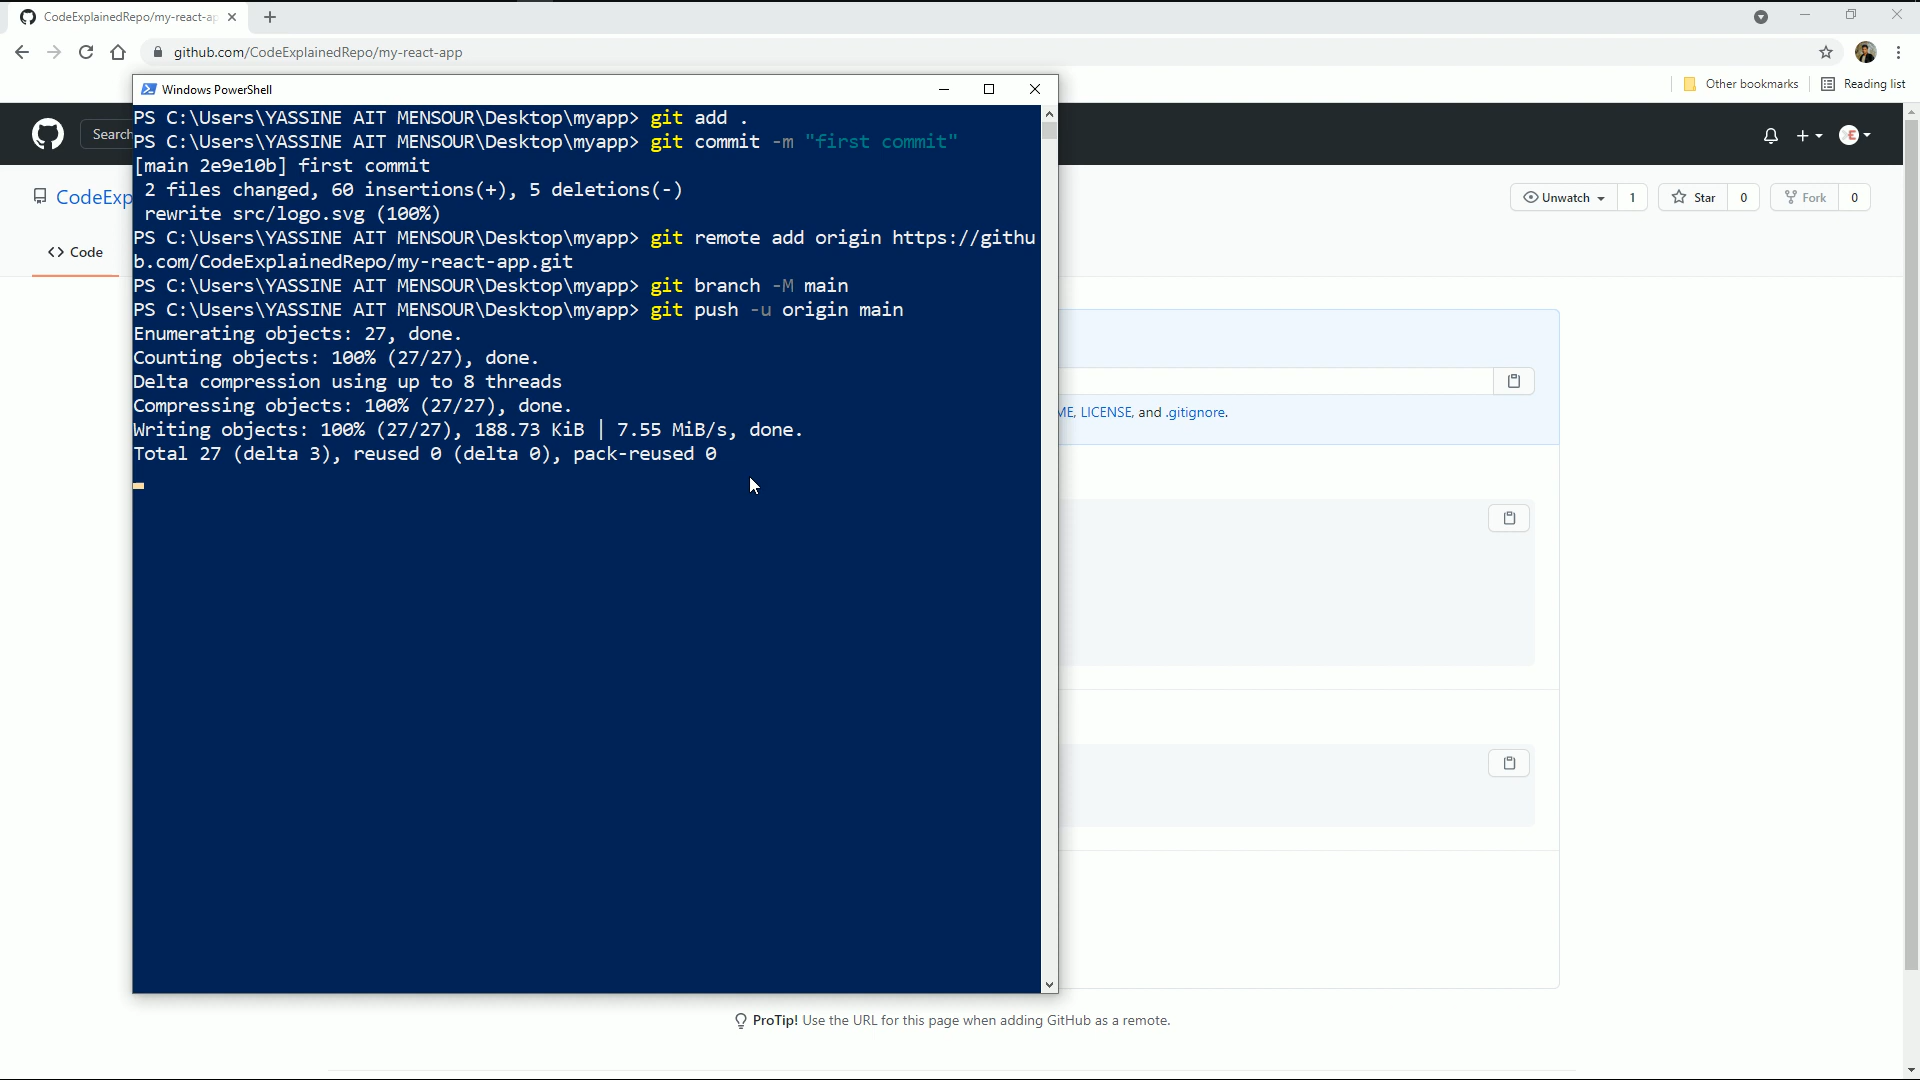 CodeExplainedRepo/my-react-ap
github.com/CodeExplainedRepo/my-react-app
Other bookmarks
Reading list
Windows PowerShell
Search
CodeExp
Unwatch
1
Star
0
Fork
0
Code
PS C:\Users\YASSINE AIT MENSOUR\Desktop\myapp> git add .
PS C:\Users\YASSINE AIT MENSOUR\Desktop\myapp> git commit -m "first commit"
[main 2e9e10b] first commit
2 files changed, 60 insertions(+), 5 deletions(-)
rewrite src/logo.svg (100%)
PS C:\Users\YASSINE AIT MENSOUR\Desktop\myapp> git remote add origin https://githu
b.com/CodeExplainedRepo/my-react-app.git
PS C:\Users\YASSINE AIT MENSOUR\Desktop\myapp> git branch -M main
PS C:\Users\YASSINE AIT MENSOUR\Desktop\myapp> git push -u origin main
Enumerating objects: 27, done.
Counting objects: 100% (27/27), done.
Delta compression using up to 8 threads
Compressing objects: 100% (27/27), done.
Writing objects: 100% (27/27), 188.73 KiB | 7.55 MiB/s, done.
Total 27 (delta 3), reused 0 (delta 0), pack-reused 0
ME, LICENSE, and .gitignore.
ProTip! Use the URL for this page when adding GitHub as a remote.